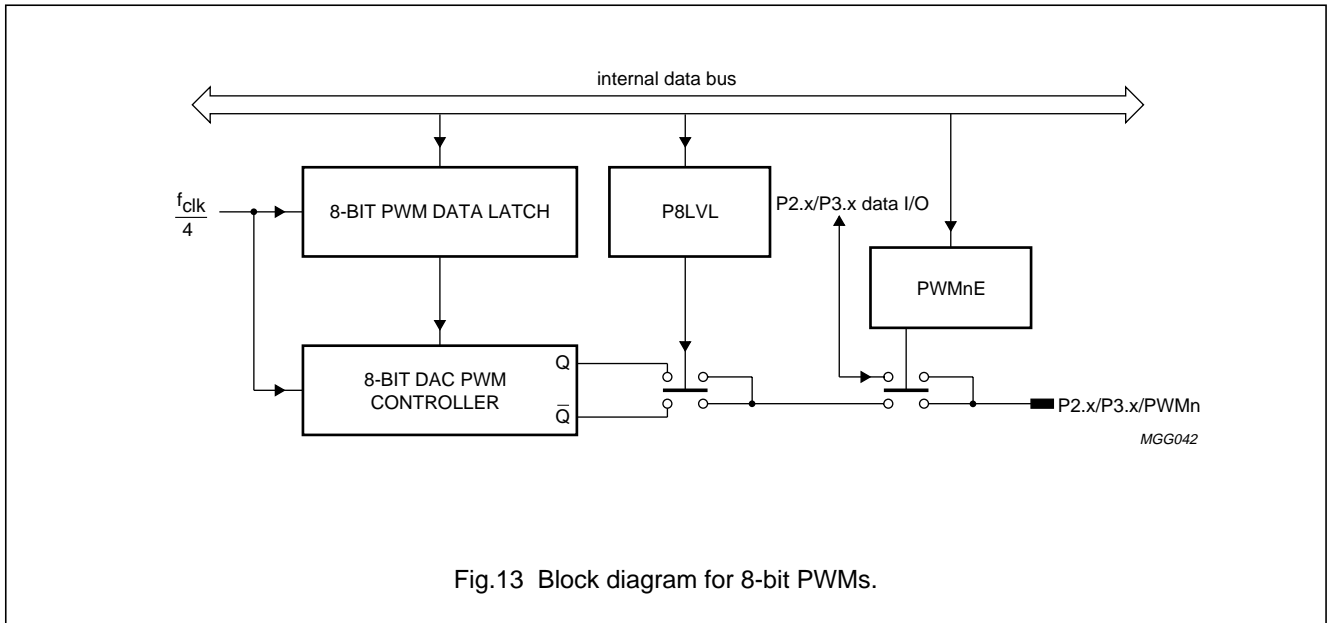 internal data bus
fclk
4
8-BIT PWM DATA LATCH
P8LVL
P2.x/P3.x data I/O
PWMnE
8-BIT DAC PWM
CONTROLLER
Q
Q̅
P2.x/P3.x/PWMn
MGG042
Fig.13 Block diagram for 8-bit PWMs.